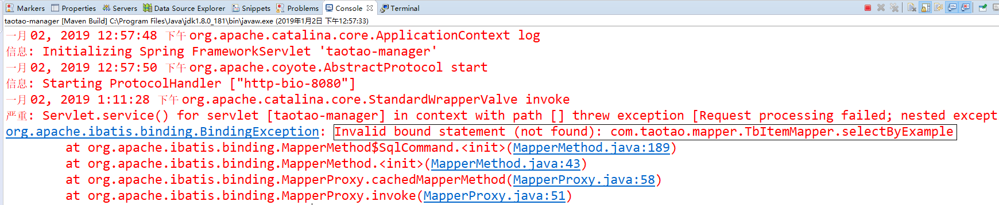 Markers Properties Servers Data Source Explorer Snippets Problems Console Terminal
taotao-manager [Maven Build] C:\Program Files\Java\jdk1.8.0_181\bin\javaw.exe (2019年1月2日 下午12:57:33)
一月 02, 2019 12:57:48 下午 org.apache.catalina.core.ApplicationContext log
信息: Initializing Spring FrameworkServlet 'taotao-manager'
一月 02, 2019 12:57:50 下午 org.apache.coyote.AbstractProtocol start
信息: Starting ProtocolHandler ["http-bio-8080"]
一月 02, 2019 1:11:28 下午 org.apache.catalina.core.StandardWrapperValve invoke
严重: Servlet.service() for servlet [taotao-manager] in context with path [] threw exception [Request processing failed; nested except
org.apache.ibatis.binding.BindingException: Invalid bound statement (not found): com.taotao.mapper.TbItemMapper.selectByExample
at org.apache.ibatis.binding.MapperMethod$SqlCommand.<init>(MapperMethod.java:189)
at org.apache.ibatis.binding.MapperMethod.<init>(MapperMethod.java:43)
at org.apache.ibatis.binding.MapperProxy.cachedMapperMethod(MapperProxy.java:58)
at org.apache.ibatis.binding.MapperProxy.invoke(MapperProxy.java:51)